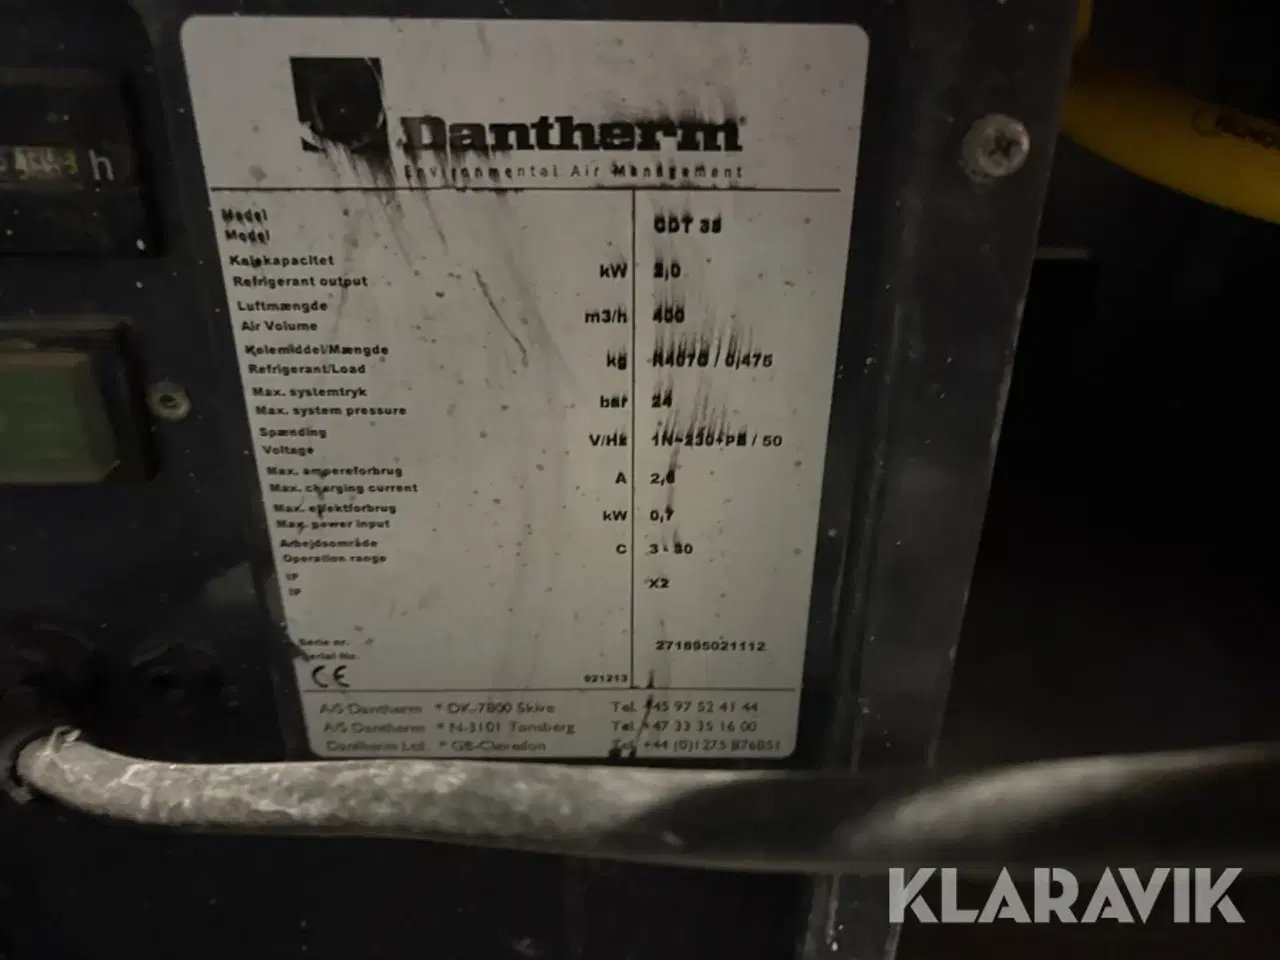 h
Dantherm
Environmental Air Management
Model
Model
CDT 35
Kølekapacitet
Refrigerant output
kW
2,0
Luftmængde
Air Volume
m3/h
400
Kølemiddel/Mængde
Refrigerant/Load
kg
R407C / 0,475
Max. systemtryk
Max. system pressure
bar
24
Spænding
Voltage
V/Hz
1N~230+PE / 50
Max. ampereforbrug
Max. charging current
A
2,6
Max. effektforbrug
Max. power input
kW
0,7
Arbejdsområde
Operation range
C
3 - 30
IP
IP
X2
Serie nr.
Serial No.
271895021112
CE
021213
A/S Dantherm * DK-7800 Skive Tel. +45 97 52 41 44
A/S Dantherm * N-3101 Tønsberg Tel. +47 33 35 16 00
Dantherm Ltd. * GB-Clevedon Tel. +44 (0)1275 876851
KLARAVIK